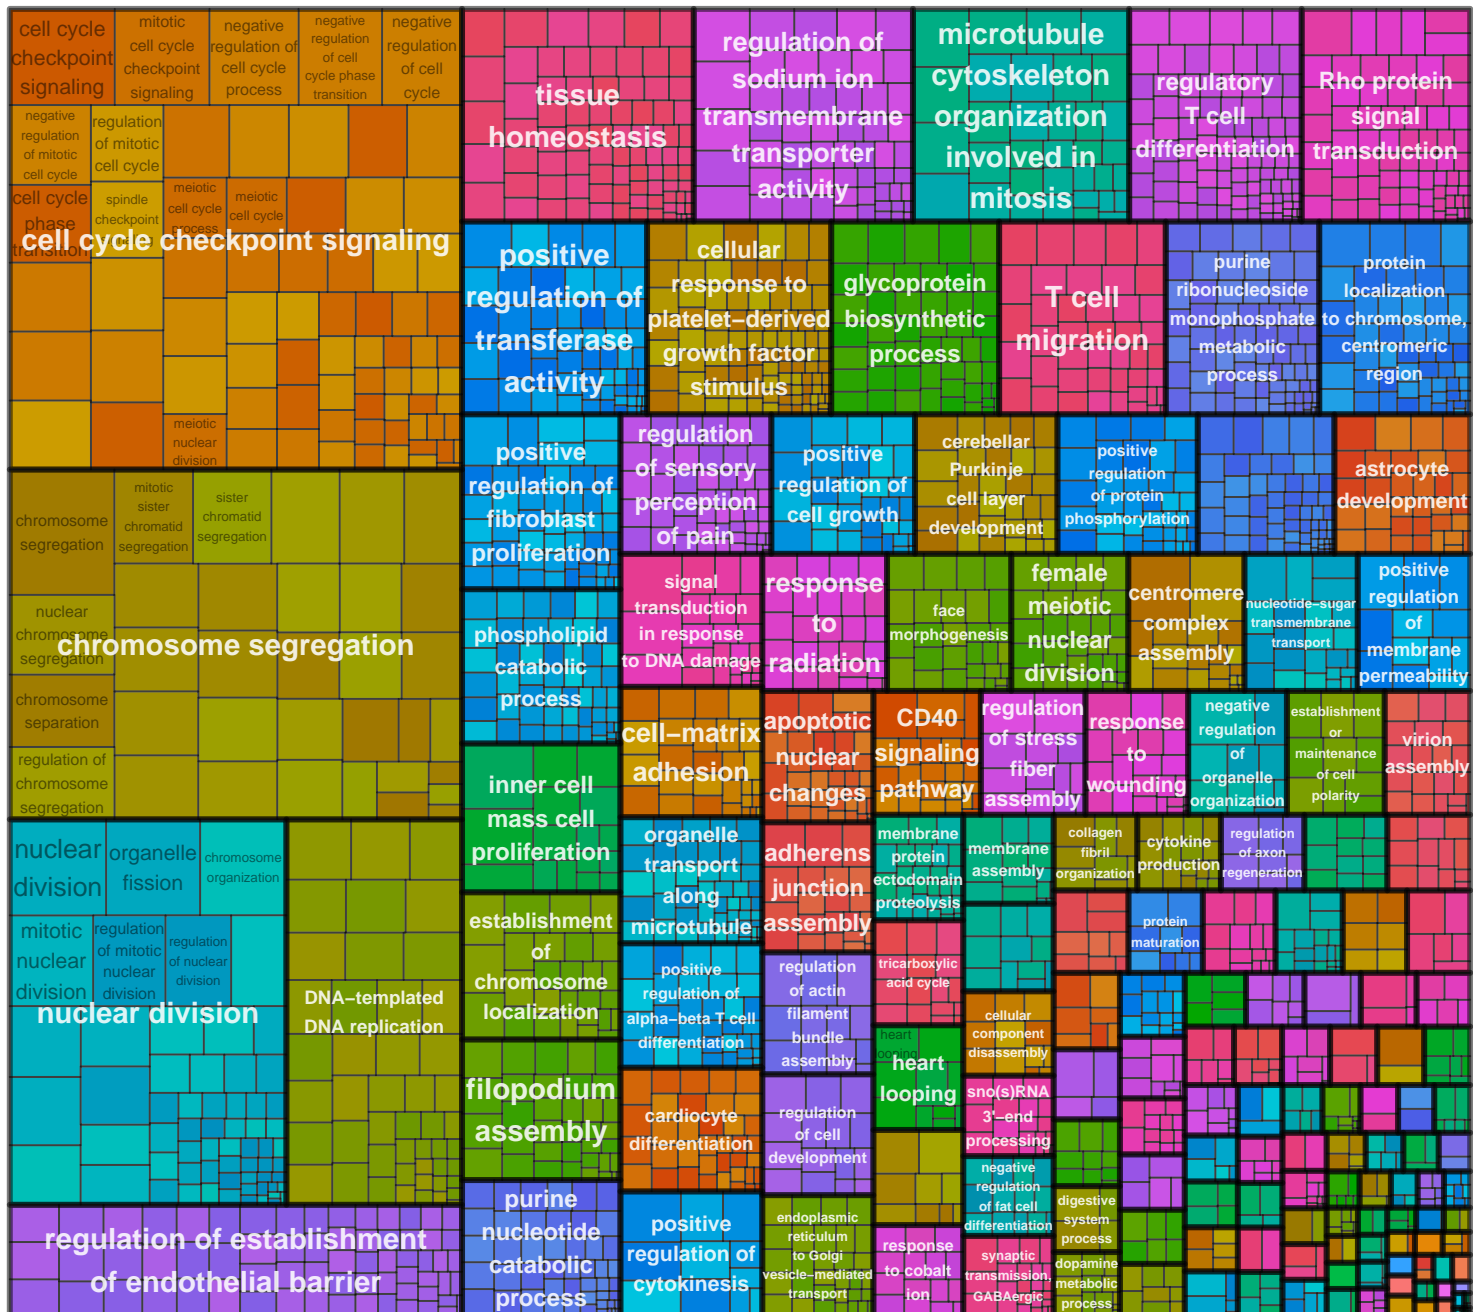 cell cycle
checkpoint
signaling
mitotic
cell cycle
checkpoint
signaling
negative
regulation of
cell cycle
process
negative
regulation
of cell
cycle phase
transition
negative
regulation
of cell
cycle
negative
regulation
of mitotic
cell cycle
regulation
of mitotic
cell cycle
cell cycle
phase
transition
spindle
checkpoint
meiotic
cell cycle
process
meiotic
cell cycle
cell cycle checkpoint signaling
meiotic
nuclear
division
chromosome
segregation
mitotic
sister
chromatid
segregation
sister
chromatid
segregation
nuclear
chromosome
segregation
chromosome segregation
chromosome
separation
regulation of
chromosome
segregation
nuclear
division
organelle
fission
chromosome
organization
mitotic
nuclear
division
regulation
of mitotic
nuclear
division
regulation
of nuclear
division
nuclear division
DNA−templated
DNA replication
regulation of establishment
of endothelial barrier
tissue
homeostasis
regulation of
sodium ion
transmembrane
transporter
activity
microtubule
cytoskeleton
organization
involved in
mitosis
regulatory
T cell
differentiation
Rho protein
signal
transduction
positive
regulation of
transferase
activity
cellular
response to
platelet−derived
growth factor
stimulus
glycoprotein
biosynthetic
process
T cell
migration
purine
ribonucleoside
monophosphate
metabolic
process
protein
localization
to chromosome,
centromeric
region
positive
regulation of
fibroblast
proliferation
regulation
of sensory
perception
of pain
positive
regulation of
cell growth
cerebellar
Purkinje
cell layer
development
positive
regulation
of protein
phosphorylation
astrocyte
development
phospholipid
catabolic
process
signal
transduction
in response
to DNA damage
response
to
radiation
face
morphogenesis
female
meiotic
nuclear
division
centromere
complex
assembly
nucleotide−sugar
transmembrane
transport
positive
regulation
of
membrane
permeability
inner cell
mass cell
proliferation
cell−matrix
adhesion
apoptotic
nuclear
changes
CD40
signaling
pathway
regulation
of stress
fiber
assembly
response
to
wounding
negative
regulation
of
organelle
organization
establishment
or
maintenance
of cell
polarity
virion
assembly
establishment
of
chromosome
localization
organelle
transport
along
microtubule
adherens
junction
assembly
membrane
protein
ectodomain
proteolysis
membrane
assembly
collagen
fibril
organization
cytokine
production
regulation
of axon
regeneration
protein
maturation
positive
regulation of
alpha−beta T cell
differentiation
regulation
of actin
filament
bundle
assembly
tricarboxylic
acid cycle
cellular
component
disassembly
filopodium
assembly
cardiocyte
differentiation
regulation
of cell
development
heart
looping
heart
looping
sno(s)RNA
3'−end
processing
negative
regulation
of fat cell
differentiation
digestive
system
process
purine
nucleotide
catabolic
process
positive
regulation of
cytokinesis
endoplasmic
reticulum
to Golgi
vesicle−mediated
transport
response
to cobalt
ion
synaptic
transmission,
GABAergic
dopamine
metabolic
process